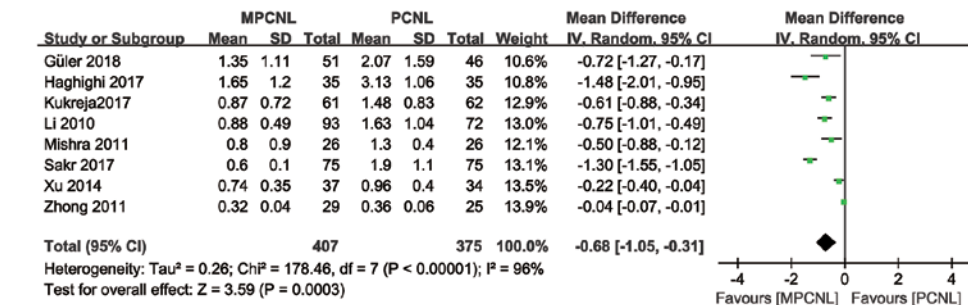 MPCNL PCNL Mean Difference Mean Difference
Study or Subgroup Mean SD Total Mean SD Total Weight IV, Random, 95% CI IV, Random, 95% CI
Güler 2018 1.35 1.11 51 2.07 1.59 46 10.6% -0.72 [-1.27, -0.17]
Haghighi 2017 1.65 1.2 35 3.13 1.06 35 10.8% -1.48 [-2.01, -0.95]
Kukreja2017 0.87 0.72 61 1.48 0.83 62 12.9% -0.61 [-0.88, -0.34]
Li 2010 0.88 0.49 93 1.63 1.04 72 13.0% -0.75 [-1.01, -0.49]
Mishra 2011 0.8 0.9 26 1.3 0.4 26 12.1% -0.50 [-0.88, -0.12]
Sakr 2017 0.6 0.1 75 1.9 1.1 75 13.1% -1.30 [-1.55, -1.05]
Xu 2014 0.74 0.35 37 0.96 0.4 34 13.5% -0.22 [-0.40, -0.04]
Zhong 2011 0.32 0.04 29 0.36 0.06 25 13.9% -0.04 [-0.07, -0.01]
Total (95% CI) 407 375 100.0% -0.68 [-1.05, -0.31]
Heterogeneity: Tau² = 0.26; Chi² = 178.46, df = 7 (P < 0.00001); I² = 96%
Test for overall effect: Z = 3.59 (P = 0.0003)
-4 -2 0 2 4
Favours [MPCNL] Favours [PCNL]